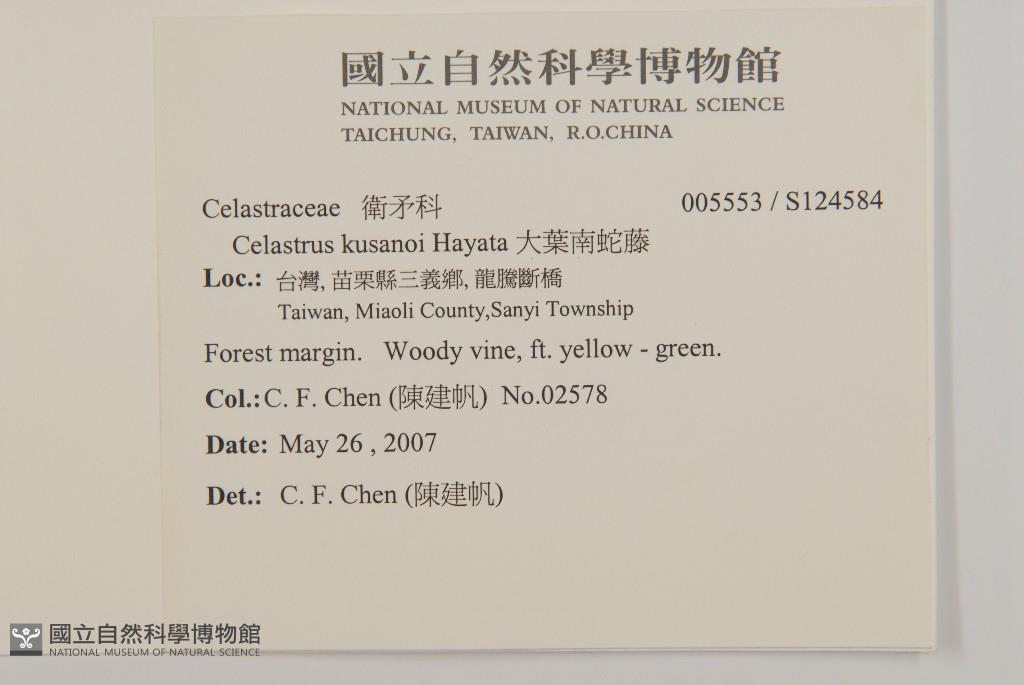 國立自然科學博物館
NATIONAL MUSEUM OF NATURAL SCIENCE
TAICHUNG, TAIWAN, R.O.CHINA
Celastraceae 衛矛科 005553 / S124584
Celastrus kusanoi Hayata 大葉南蛇藤
Loc.: 台灣, 苗栗縣三義鄉, 龍騰斷橋
Taiwan, Miaoli County,Sanyi Township
Forest margin. Woody vine, ft. yellow - green.
Col.:C. F. Chen (陳建帆) No.02578
Date: May 26 , 2007
Det.: C. F. Chen (陳建帆)
國立自然科學博物館
NATIONAL MUSEUM OF NATURAL SCIENCE